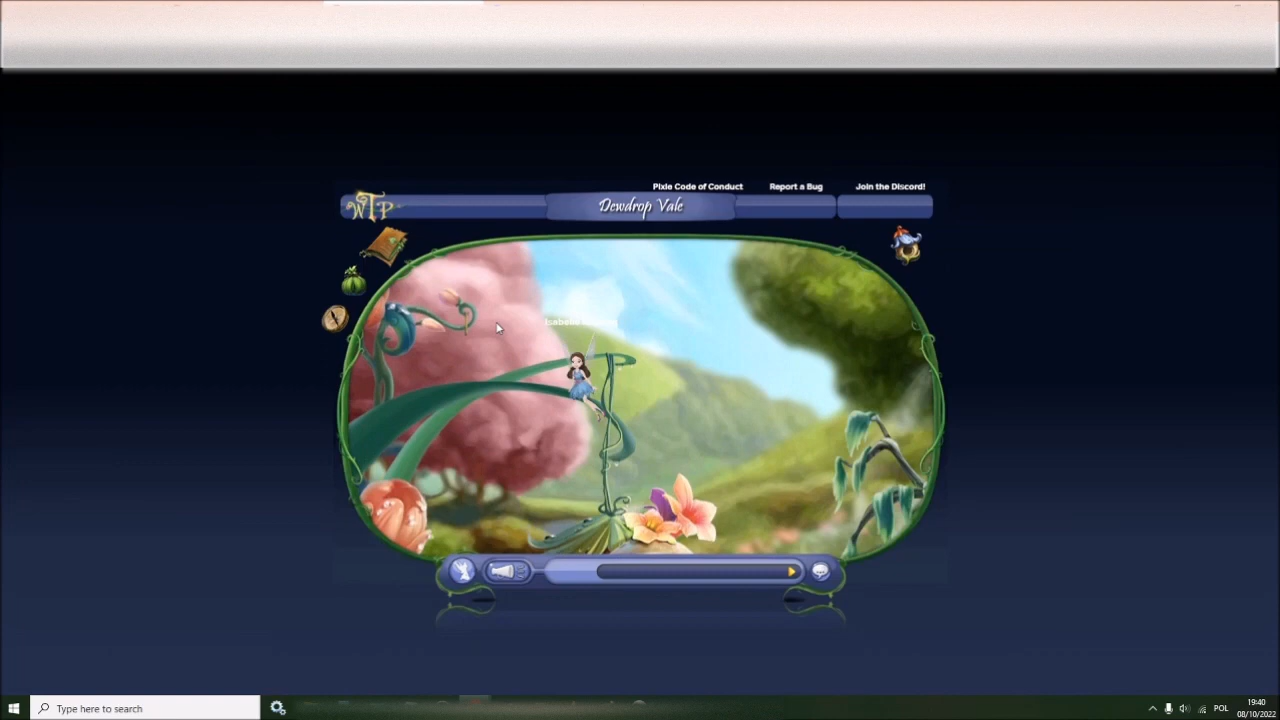 Pixie Code of Conduct Report a Bug Join the Discord!
WTP Dewdrop Vale
Isabelle
Type here to search
POL
19:40
08/10/2022